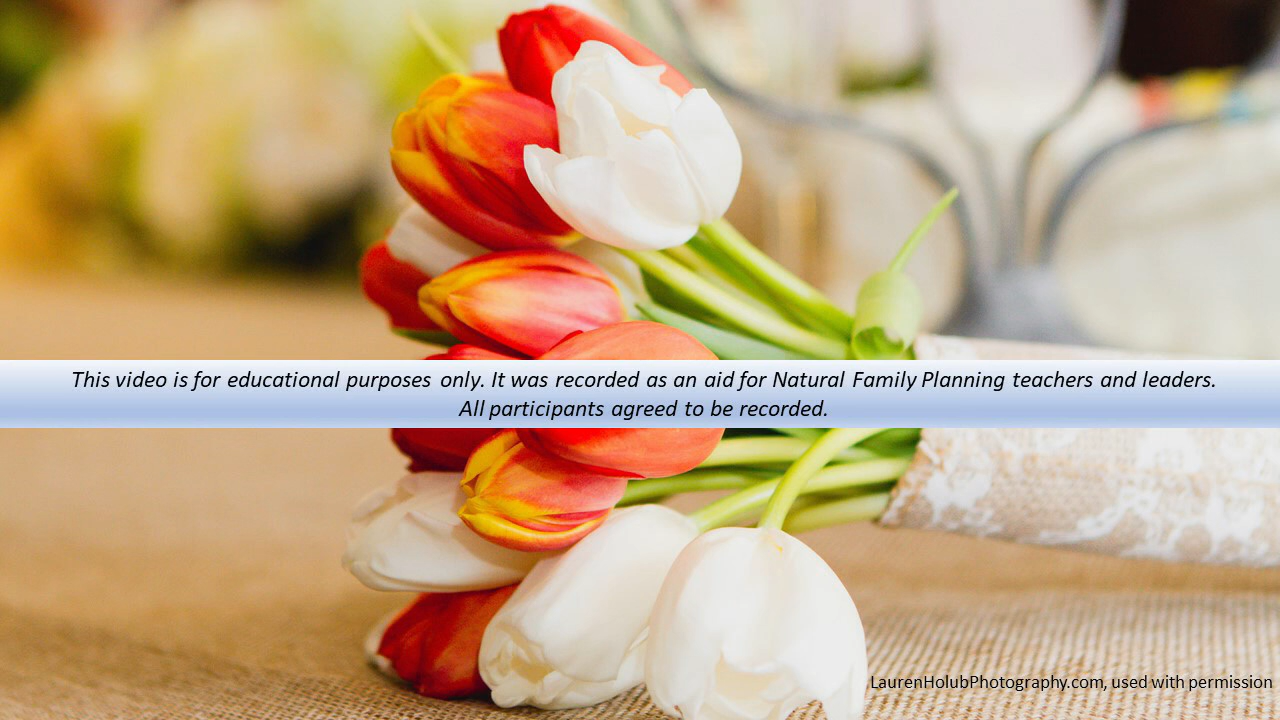 This video is for educational purposes only. It was recorded as an aid for Natural Family Planning teachers and leaders.
All participants agreed to be recorded.
LaurenHolubPhotography.com, used with permission